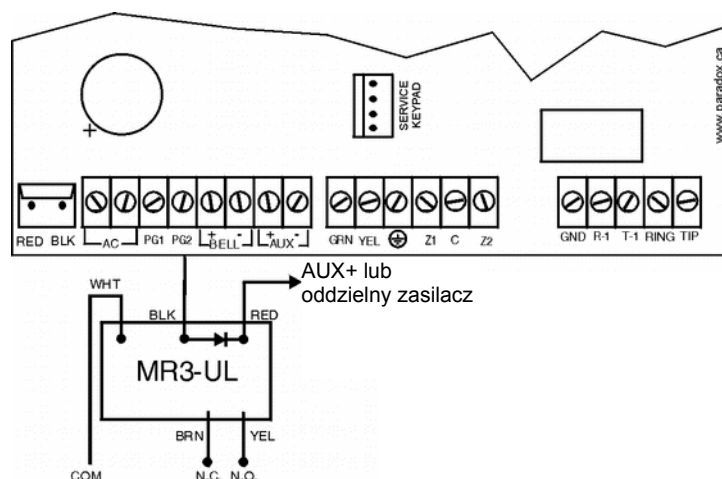 www.paradox.ca
+
SERVICE
KEYPAD
RED BLK AC PG1 PG2 + BELL - + AUX - GRN YEL Z1 C Z2 GND R-1 T-1 RING TIP
AUX+ lub
oddzielny zasilacz
WHT
BLK
RED
MR3-UL
BRN
YEL
COM
N.C.
N.O.